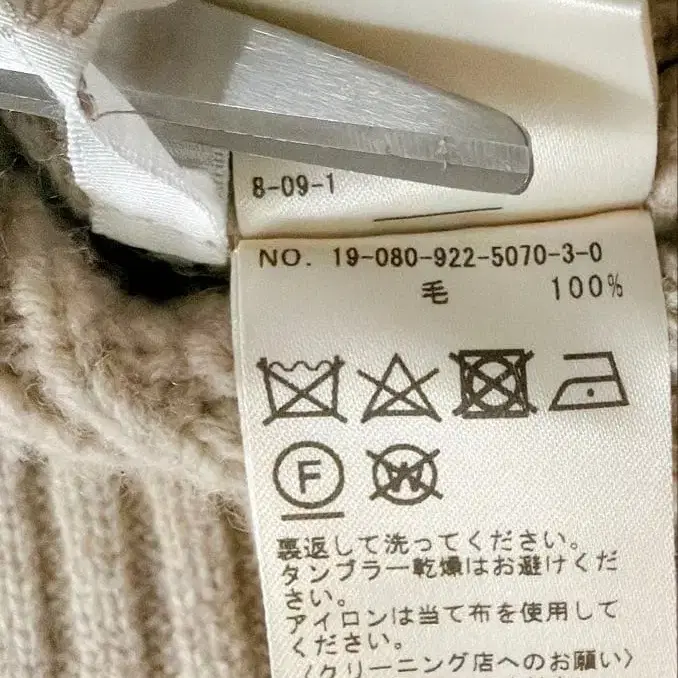 8-09-1
NO. 19-080-922-5070-3-0
毛 100%
F
W
裏返して洗ってください。
タンブラー乾燥はお避けくだ
さい。
アイロンは当て布を使用して
ください。
〈クリーニング店へのお願い〉